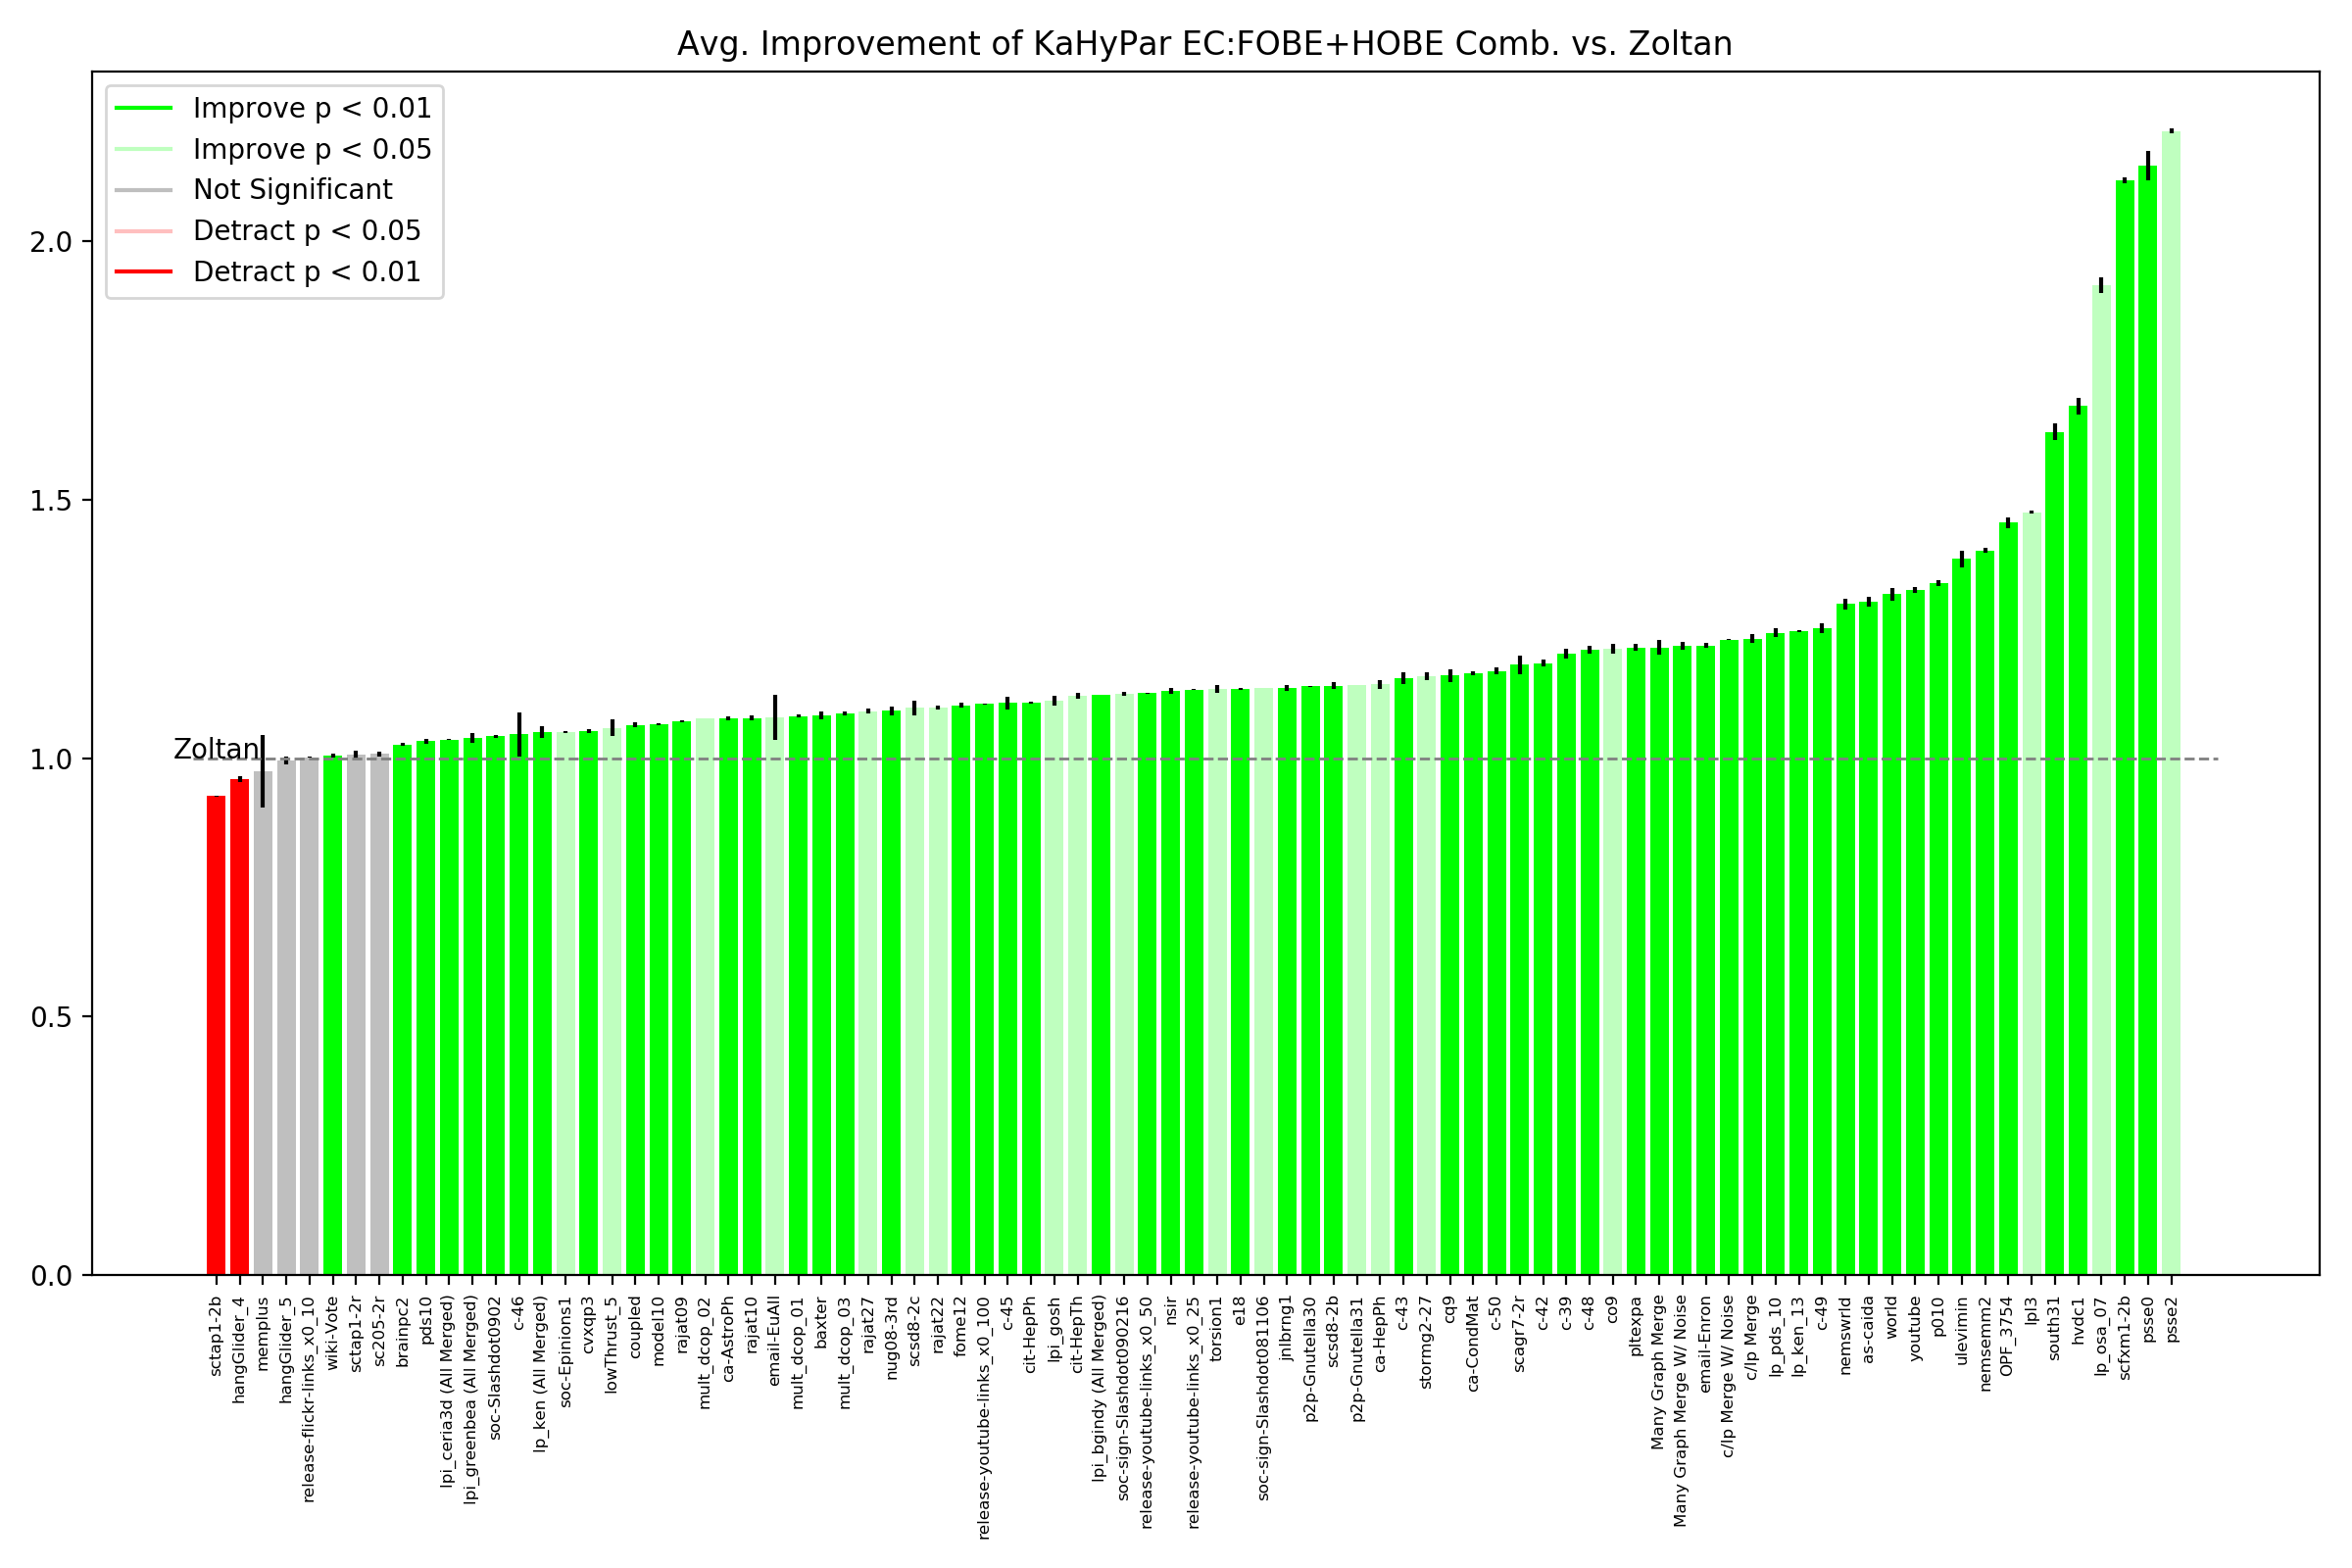 Avg. Improvement of KaHyPar EC:FOBE+HOBE Comb. vs. Zoltan
Improve p < 0.01
Improve p < 0.05
Not Significant
Detract p < 0.05
Detract p < 0.01
2.0
1.5
1.0
0.5
0.0
Zoltan
sctap1-2b
hangGlider_4
memplus
hangGlider_5
release-flickr-links_x0_10
wiki-Vote
sctap1-2r
sc205-2r
brainpc2
pds10
lpi_ceria3d (All Merged)
lpi_greenbea (All Merged)
soc-Slashdot0902
c-46
lp_ken (All Merged)
soc-Epinions1
cvxqp3
lowThrust_5
coupled
model10
rajat09
mult_dcop_02
ca-AstroPh
rajat10
email-EuAll
mult_dcop_01
baxter
mult_dcop_03
rajat27
nug08-3rd
scsd8-2c
rajat22
fome12
release-youtube-links_x0_100
c-45
cit-HepPh
lpi_gosh
cit-HepTh
lpi_bgindy (All Merged)
soc-sign-Slashdot090216
release-youtube-links_x0_50
nsir
release-youtube-links_x0_25
torsion1
e18
soc-sign-Slashdot081106
jnlbrng1
p2p-Gnutella30
scsd8-2b
p2p-Gnutella31
ca-HepPh
c-43
stormg2-27
cq9
ca-CondMat
c-50
scagr7-2r
c-42
c-39
c-48
co9
pltexpa
Many Graph Merge
Many Graph Merge W/ Noise
email-Enron
c/lp Merge W/ Noise
c/lp Merge
lp_pds_10
lp_ken_13
c-49
nemswrld
as-caida
world
youtube
p010
ulevimin
nemsemm2
OPF_3754
lpl3
south31
hvdc1
lp_osa_07
scfxm1-2b
psse0
psse2